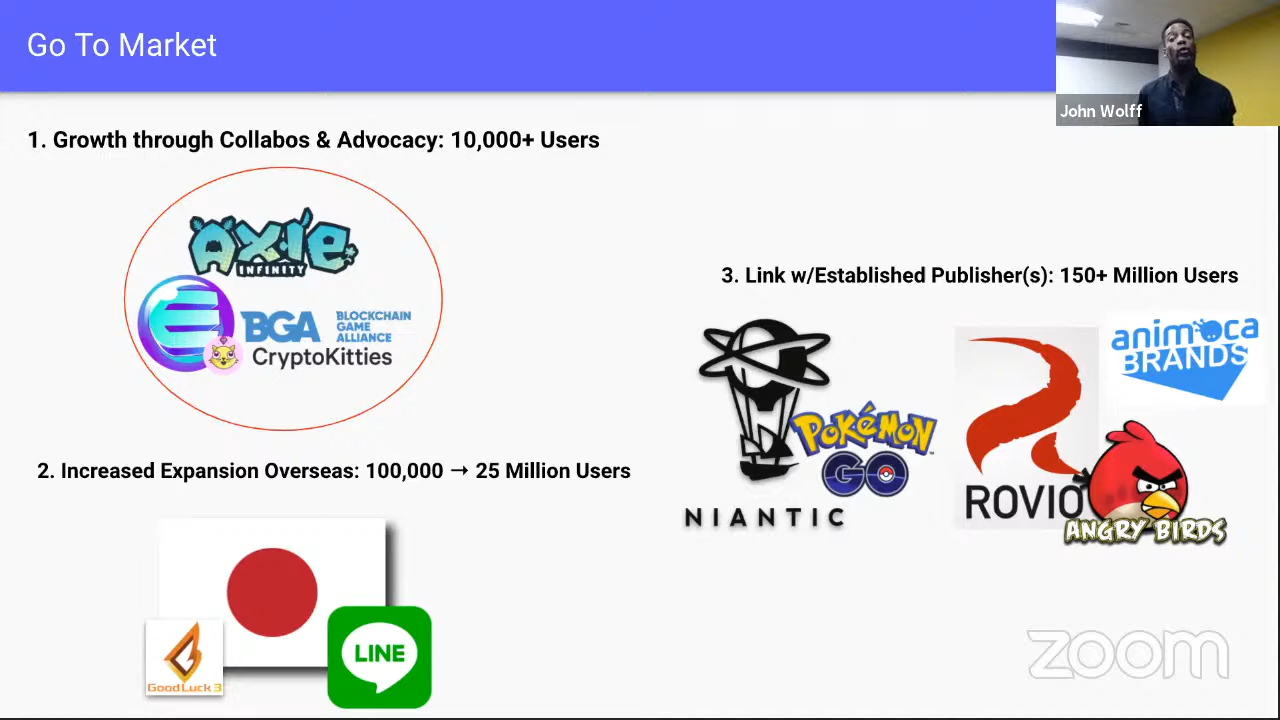 Go To Market
John Wolff
1. Growth through Collabos & Advocacy: 10,000+ Users
AXIE
INFINITY
BGA
BLOCKCHAIN
GAME
ALLIANCE
CryptoKitties
2. Increased Expansion Overseas: 100,000 → 25 Million Users
GoodLuck 3
LINE
3. Link w/Established Publisher(s): 150+ Million Users
NIANTIC
POKÉMON
GO
ROVIO
animoca
BRANDS
ANGRY BIRDS
zoom